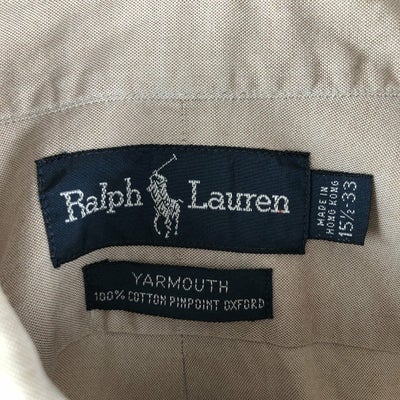 Ralph Lauren
MADE IN
HONG KONG
15½-33
YARMOUTH
100% COTTON PINPOINT OXFORD